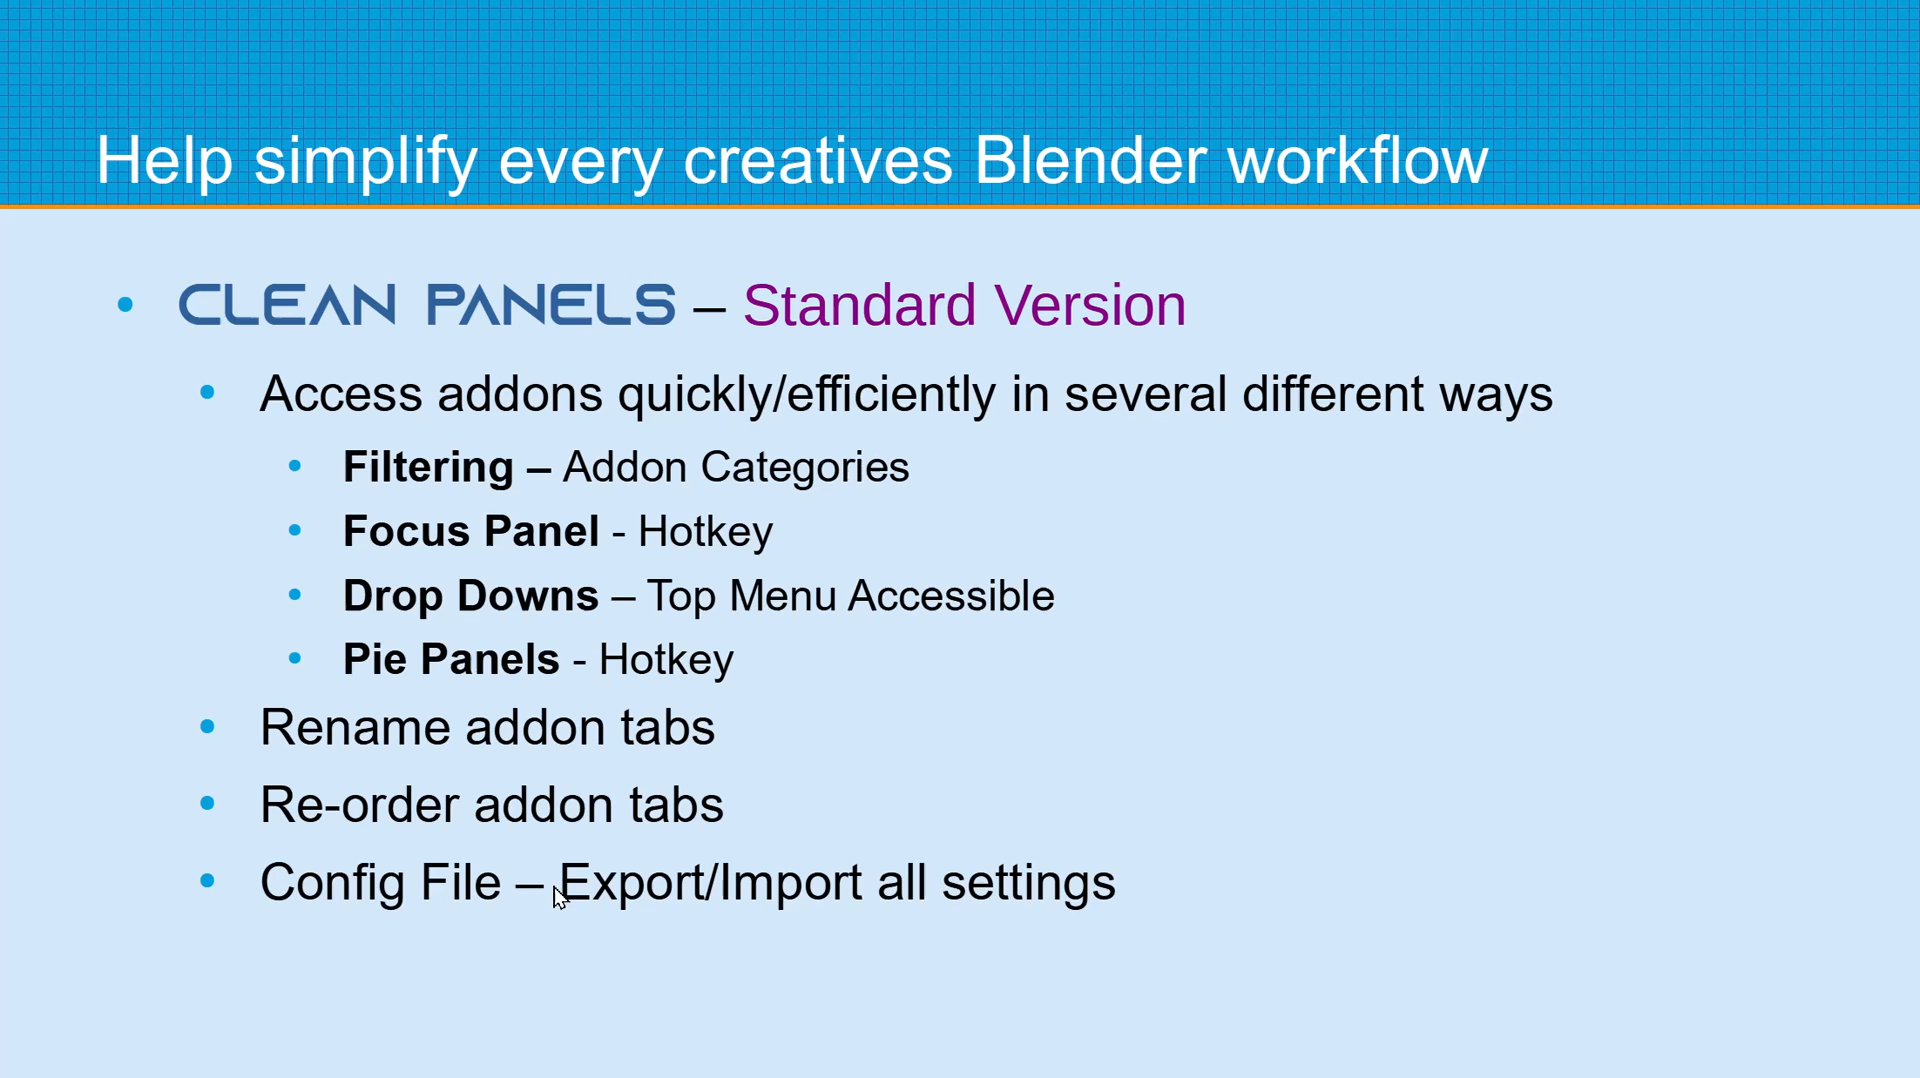 Help simplify every creatives Blender workflow
• CLEAN PANELS – Standard Version
• Access addons quickly/efficiently in several different ways
• Filtering – Addon Categories
• Focus Panel - Hotkey
• Drop Downs – Top Menu Accessible
• Pie Panels - Hotkey
• Rename addon tabs
• Re-order addon tabs
• Config File – Export/Import all settings